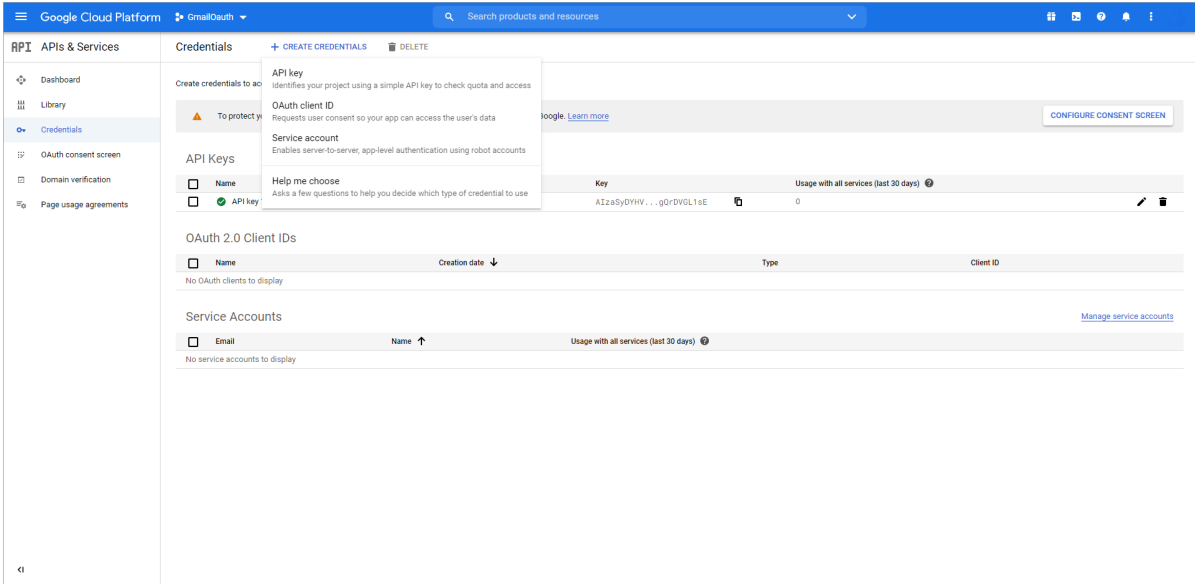 Google Cloud Platform GmailOauth Search products and resources
API APIs & Services
Credentials + CREATE CREDENTIALS DELETE
Dashboard
Library
Credentials
OAuth consent screen
Domain verification
Page usage agreements
Create credentials to ac
API key
Identifies your project using a simple API key to check quota and access
OAuth client ID
Requests user consent so your app can access the user's data
Service account
Enables server-to-server, app-level authentication using robot accounts
Help me choose
Asks a few questions to help you decide which type of credential to use
To protect yo oogle. Learn more CONFIGURE CONSENT SCREEN
API Keys
Name Key Usage with all services (last 30 days)
API key AIzaSyDYHV...gQrDVGL1sE 0
OAuth 2.0 Client IDs
Name Creation date Type Client ID
No OAuth clients to display
Service Accounts Manage service accounts
Email Name Usage with all services (last 30 days)
No service accounts to display